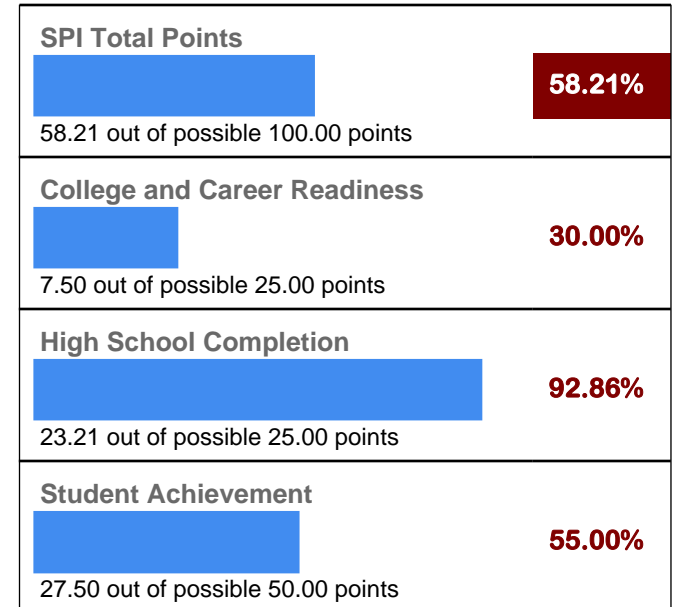 SPI Total Points
58.21%
58.21 out of possible 100.00 points
College and Career Readiness
30.00%
7.50 out of possible 25.00 points
High School Completion
92.86%
23.21 out of possible 25.00 points
Student Achievement
55.00%
27.50 out of possible 50.00 points